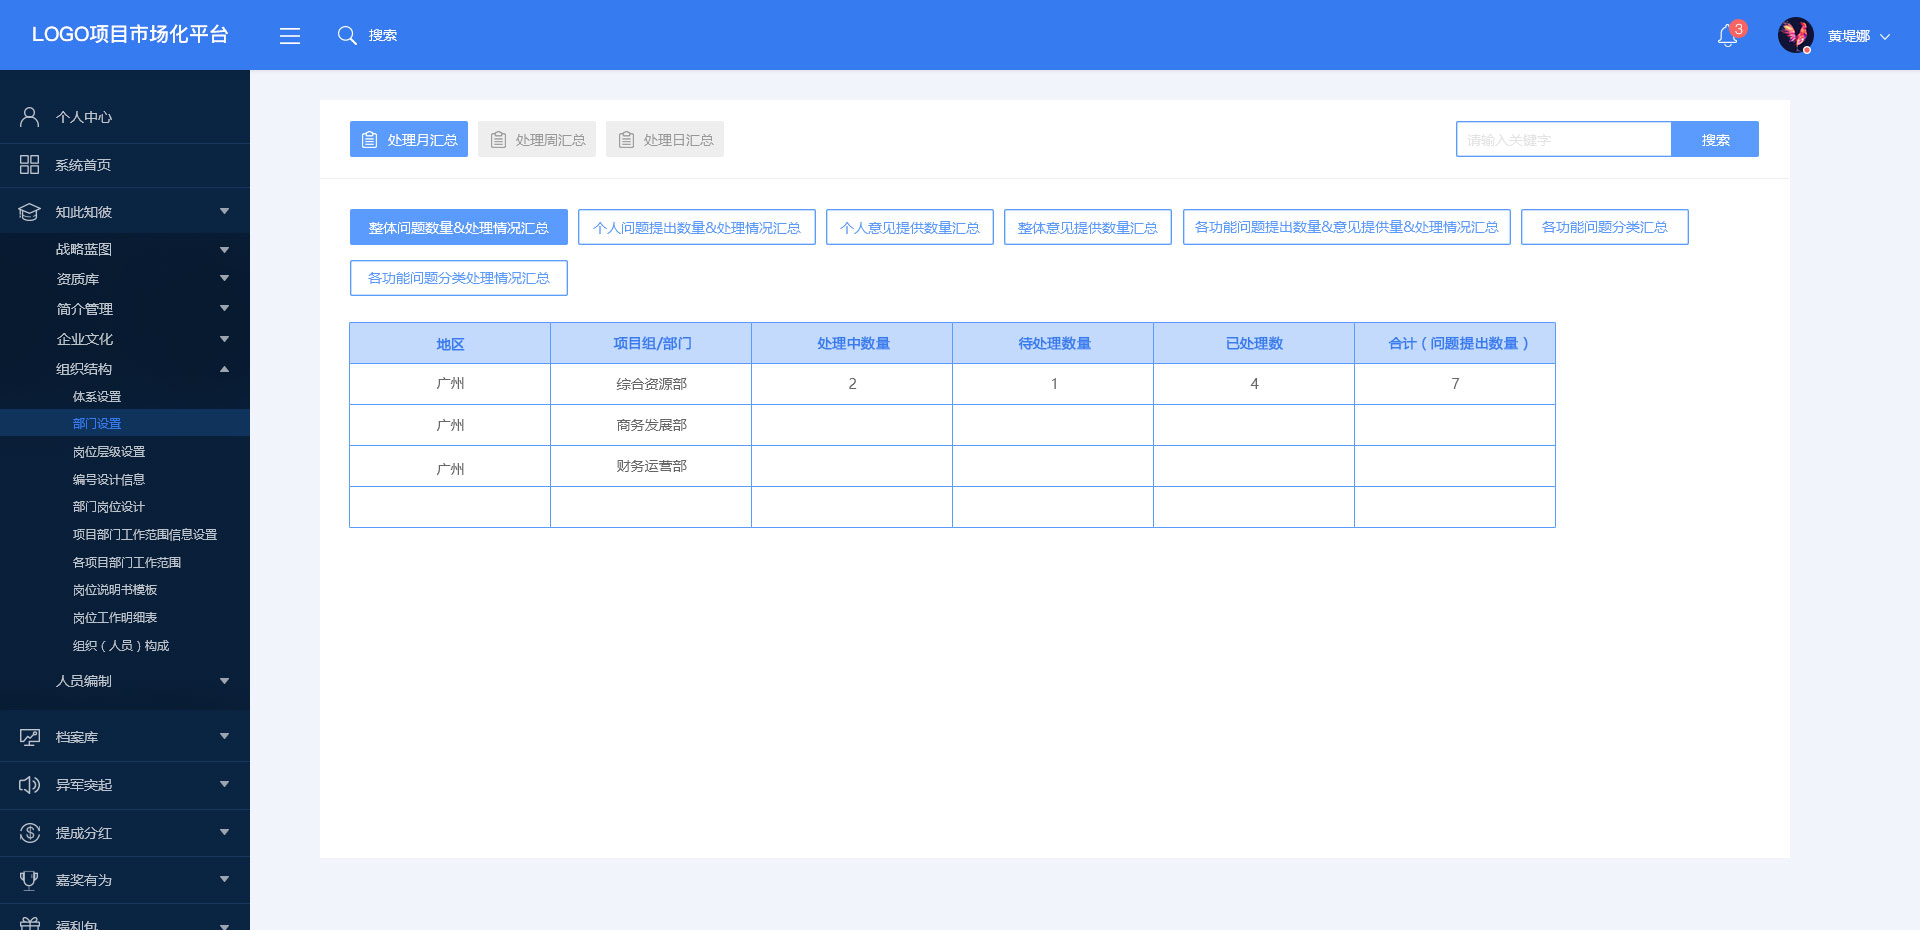 LOGO项目市场化平台
搜索
3
黄堤娜
个人中心
系统首页
知此知彼
战略蓝图
资质库
简介管理
企业文化
组织结构
体系设置
部门设置
岗位层级设置
编号设计信息
部门岗位设计
项目部门工作范围信息设置
各项目部门工作范围
岗位说明书模板
岗位工作明细表
组织（人员）构成
人员编制
档案库
异军突起
提成分红
嘉奖有为
福利包
处理月汇总 处理周汇总 处理日汇总
请输入关键字 搜索
整体问题数量&处理情况汇总 个人问题提出数量&处理情况汇总 个人意见提供数量汇总 整体意见提供数量汇总 各功能问题提出数量&意见提供量&处理情况汇总 各功能问题分类汇总
各功能问题分类处理情况汇总
地区 项目组/部门 处理中数量 待处理数量 已处理数 合计（问题提出数量）
广州 综合资源部 2 1 4 7
广州 商务发展部
广州 财务运营部